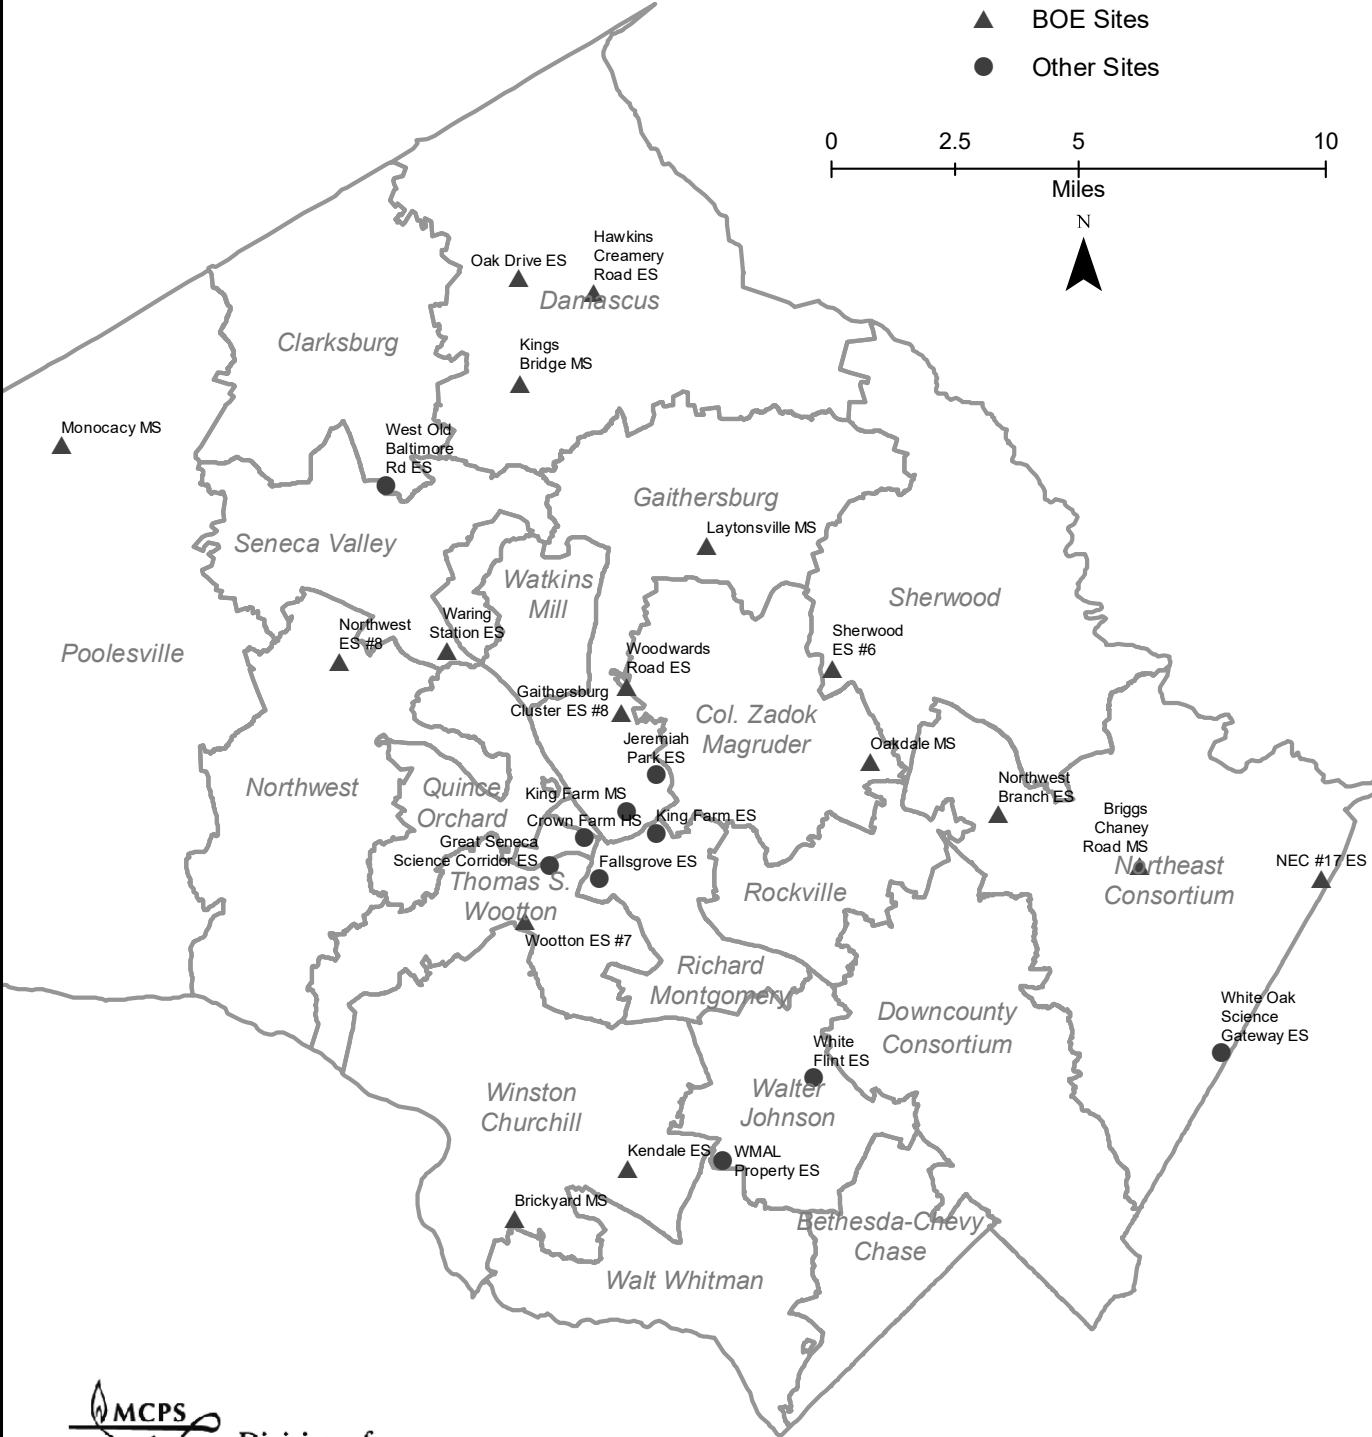 BOE Sites
Other Sites
0 2.5 5 10
Miles
N
Hawkins
Creamery
Road ES
Oak Drive ES
Damascus
Clarksburg
Kings
Bridge MS
Monocacy MS
West Old
Baltimore
Rd ES
Gaithersburg
Laytonsville MS
Seneca Valley
Watkins
Mill
Sherwood
Northwest
ES #8
Waring
Station ES
Sherwood
ES #6
Poolesville
Woodwards
Road ES
Gaithersburg
Cluster ES #8
Col. Zadok
Magruder
Jeremiah
Park ES
Oakdale MS
Northwest
Quince
Orchard
King Farm MS
Northwest
Branch ES
Crown Farm HS
King Farm ES
Briggs
Chaney
Road MS
Great Seneca
Science Corridor ES
Fallsgrove ES
Northeast
Consortium
NEC #17 ES
Thomas S.
Wootton
Rockville
Wootton ES #7
Richard
Montgomery
Downcounty
Consortium
White Oak
Science
Gateway ES
White
Flint ES
Winston
Churchill
Walter
Johnson
Kendale ES
WMAL
Property ES
Brickyard MS
Bethesda-Chevy
Chase
Walt Whitman
MCPS